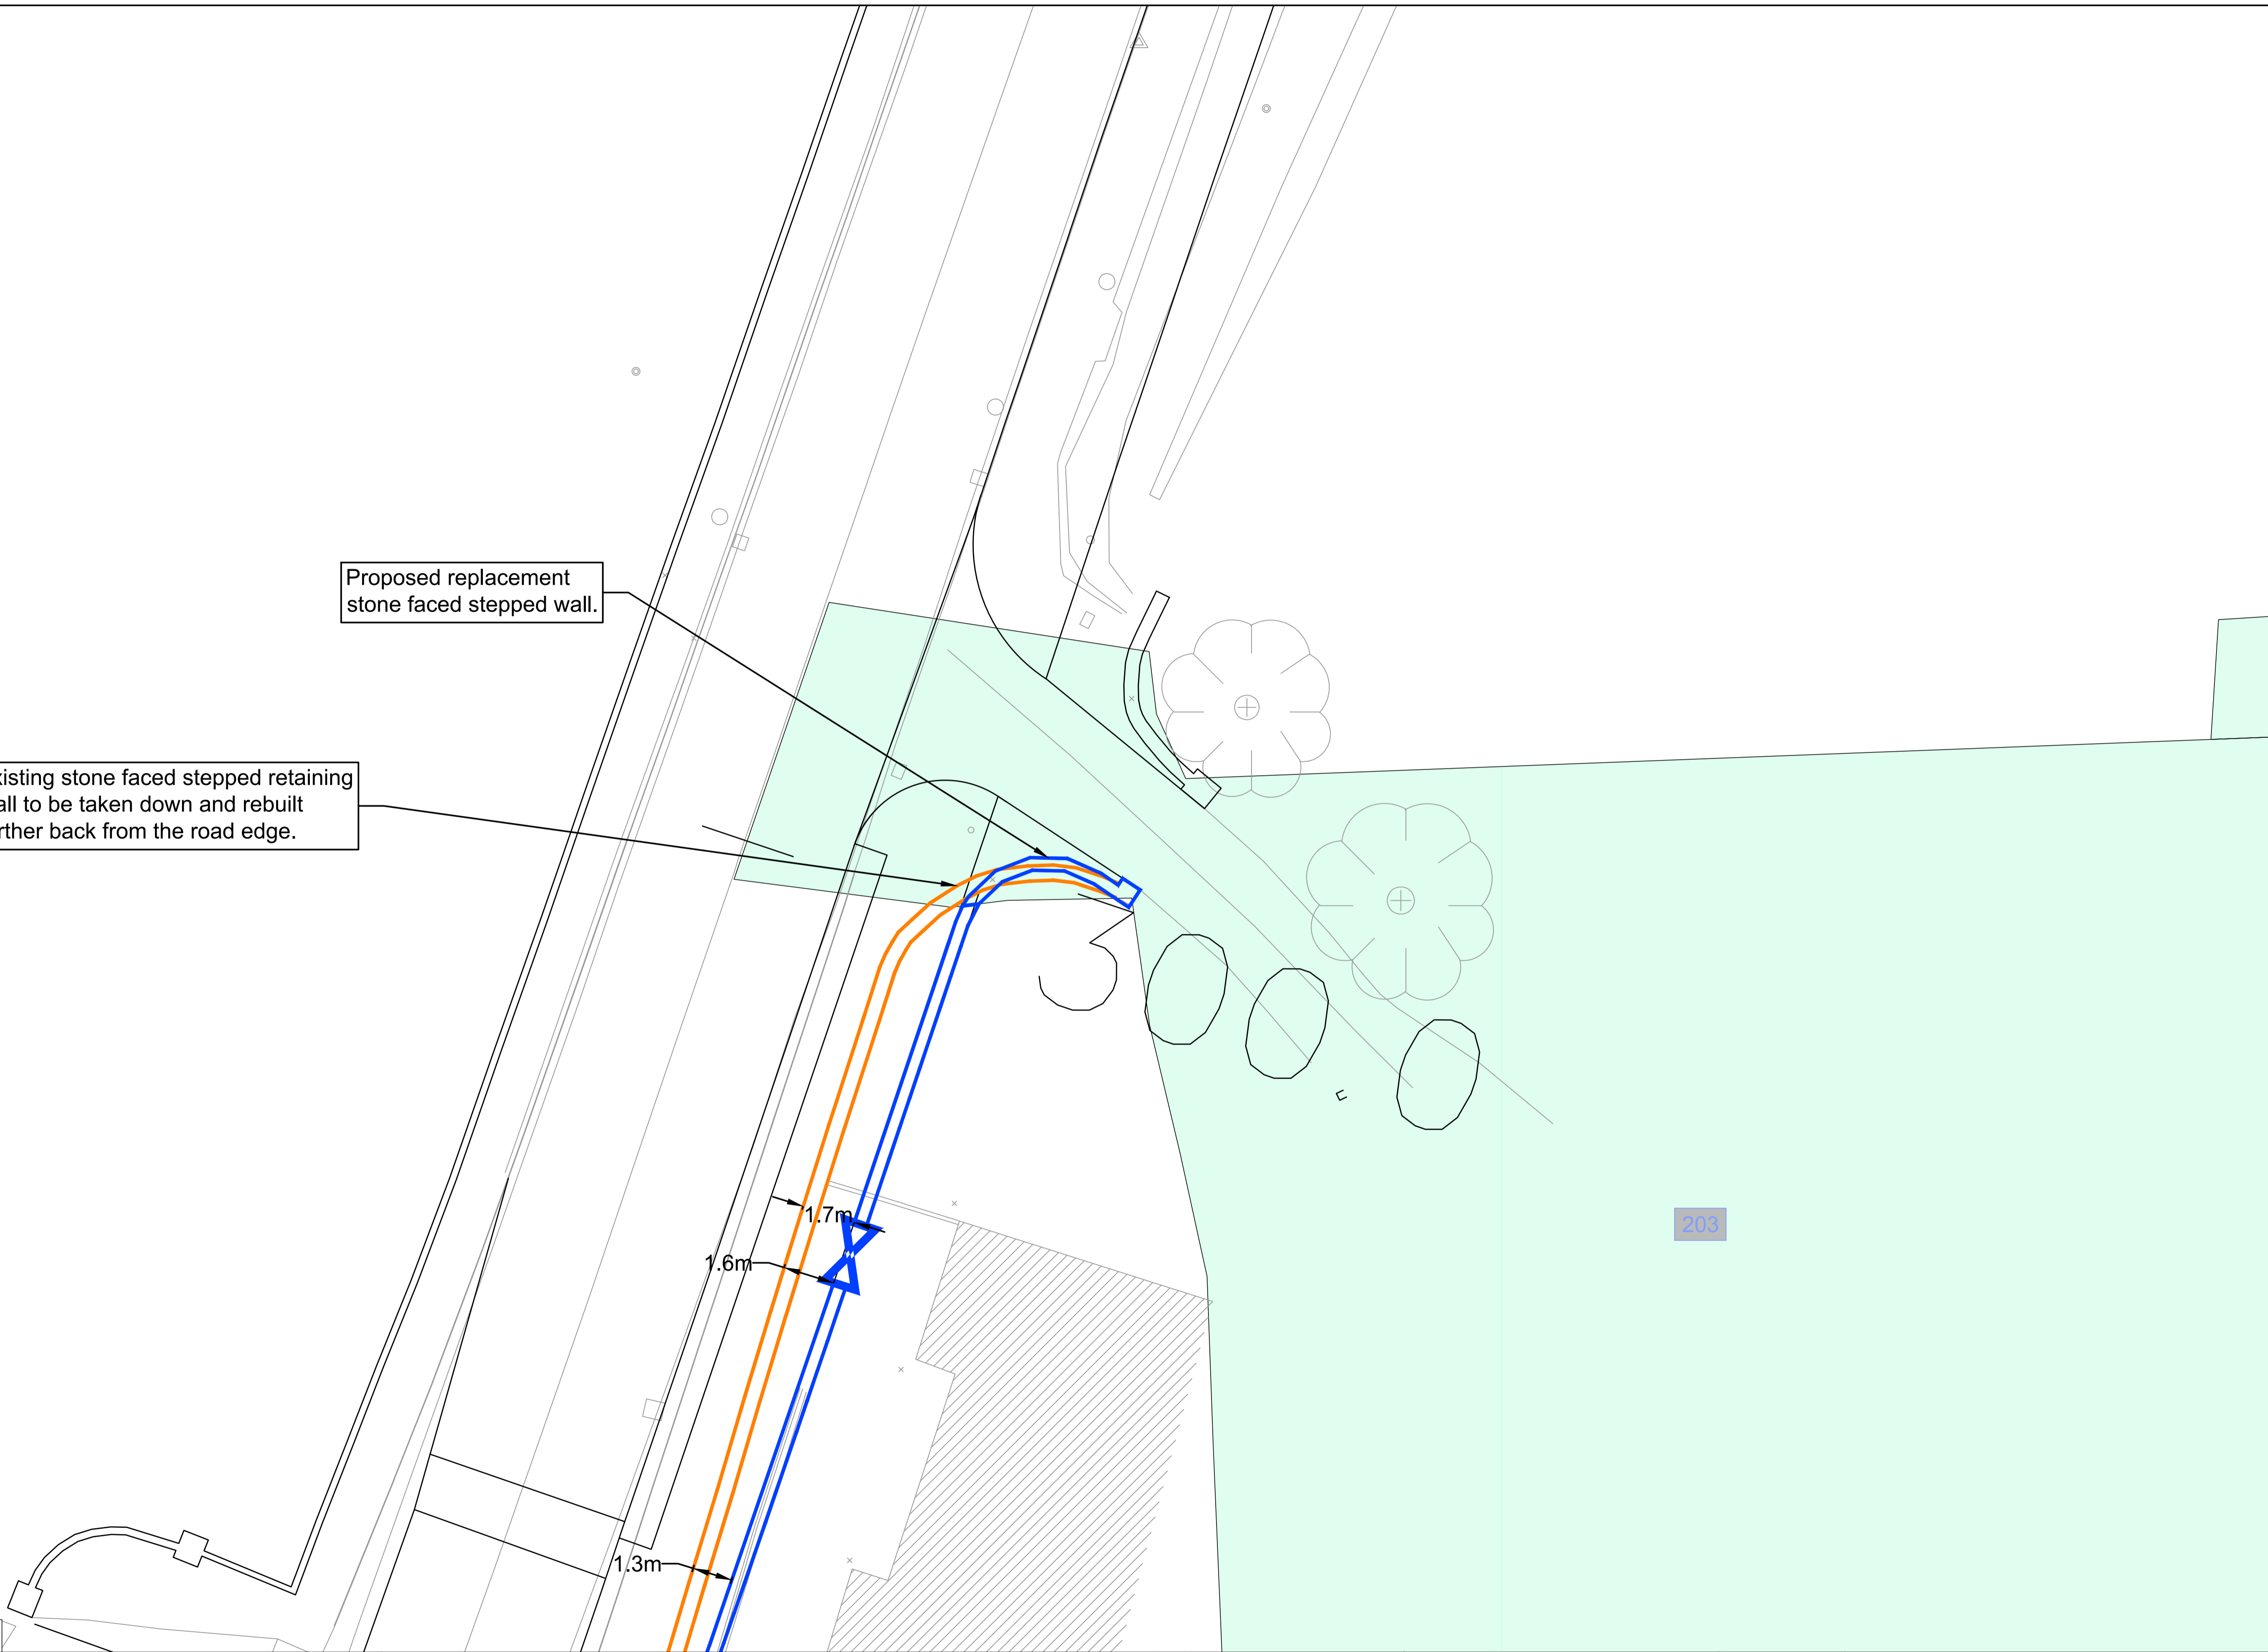 Proposed replacement
stone faced stepped wall.
xisting stone faced stepped retaining
all to be taken down and rebuilt
rther back from the road edge.
1.7m
1.6m
1.3m
203